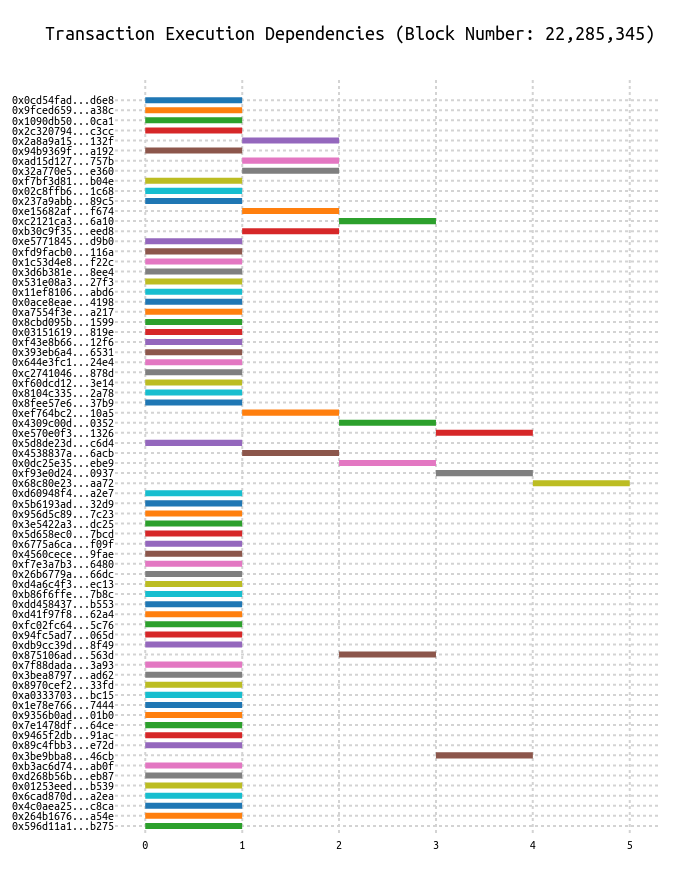 Transaction Execution Dependencies (Block Number: 22,285,345)
0x0cd54fad...d6e8
0x9fced659...a38c
0x1090db50...0ca1
0x2c320794...c3cc
0x2a8a9a15...132f
0x94b9369f...a192
0xad15d127...757b
0x32a770e5...e360
0xf7bf3d81...b04e
0x02c8ffb6...1c68
0x237a9abb...89c5
0xe15682af...f674
0xc2121ca3...6a10
0xb30c9f35...eed8
0xe5771845...d9b0
0xfd9facb0...116a
0x1c53d4e8...f22c
0x3d6b381e...8ee4
0x531e08a3...27f3
0x11ef8106...abd6
0x0ace8eae...4198
0xa7554f3e...a217
0x8cbd095b...1599
0x03151619...819e
0xf43e8b66...12f6
0x393eb6a4...6531
0x644e3fc1...24e4
0xc2741046...878d
0xf60dcd12...3e14
0x8104c335...2a78
0x8fee57e6...37b9
0xef764bc2...10a5
0x4309c00d...0352
0xe570e0f3...1326
0x5d8de23d...c6d4
0x4538837a...6acb
0x0dc25e35...ebe9
0xf93e0d24...0937
0x68c80e23...aa72
0xd60948f4...a2e7
0x5b6193ad...32d9
0x956d5c89...7c23
0x3e5422a3...dc25
0x5d658ec0...7bcd
0x6775a6ca...f09f
0x4560cece...9fae
0xf7e3a7b3...6480
0x26b6779a...66dc
0xd4a6c4f3...ec13
0xb86f6ffe...7b8c
0xdd458437...b553
0xd41f97f8...62a4
0xfc02fc64...5c76
0x94fc5ad7...065d
0xdb9cc39d...8f49
0x875106ad...563d
0x7f88dada...3a93
0x3bea8797...ad62
0x8970cef2...33fd
0xa0333703...bc15
0x1e78e766...7444
0x9356b0ad...01b0
0x7e1478df...64ce
0x9465f2db...91ac
0x89c4fbb3...e72d
0x3be9bba8...46cb
0xb3ac6d74...ab0f
0xd268b56b...eb87
0x01253eed...b539
0x6cad870d...a2ea
0x4c0aea25...c8ca
0x264b1676...a54e
0x596d11a1...b275
0 1 2 3 4 5